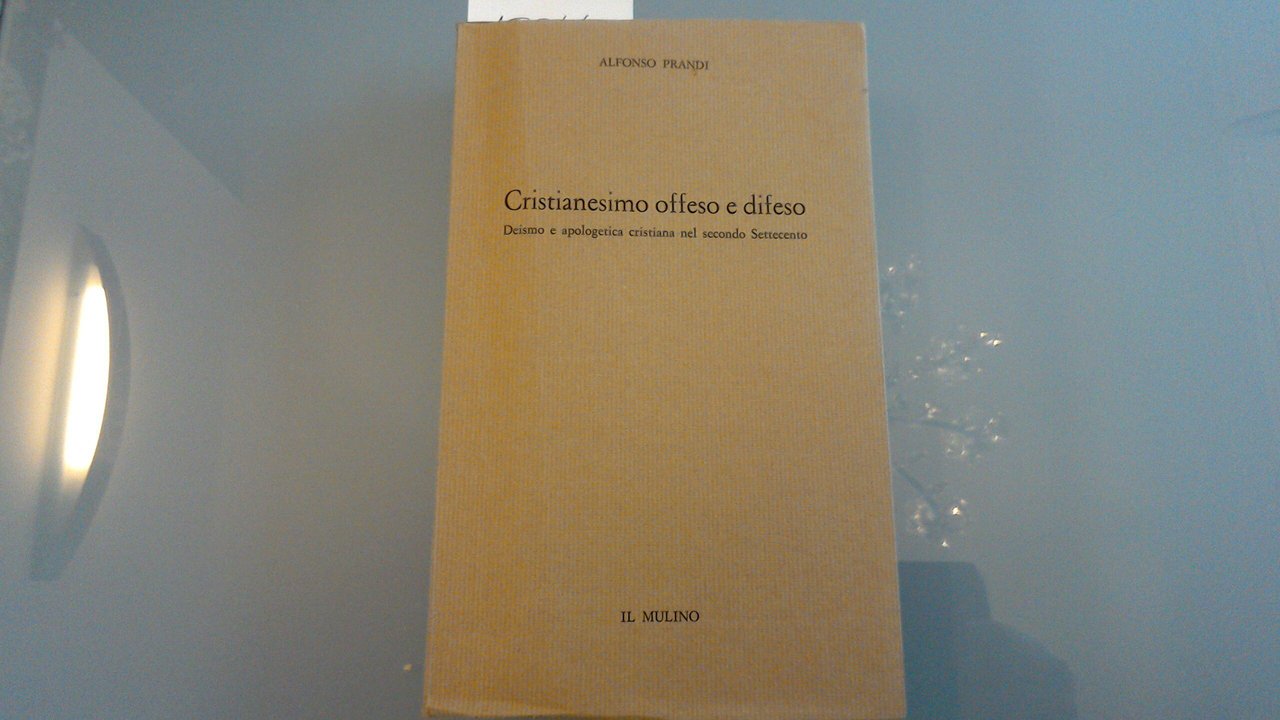 ALFONSO PRANDI
Cristianesimo offeso e difeso
Deismo e apologetica cristiana nel secondo Settecento
IL MULINO